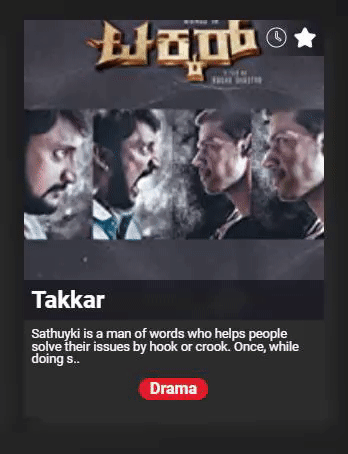 ಟಕ್ಕರ್
Takkar
Sathuyki is a man of words who helps people
solve their issues by hook or crook. Once, while
doing s..
Drama